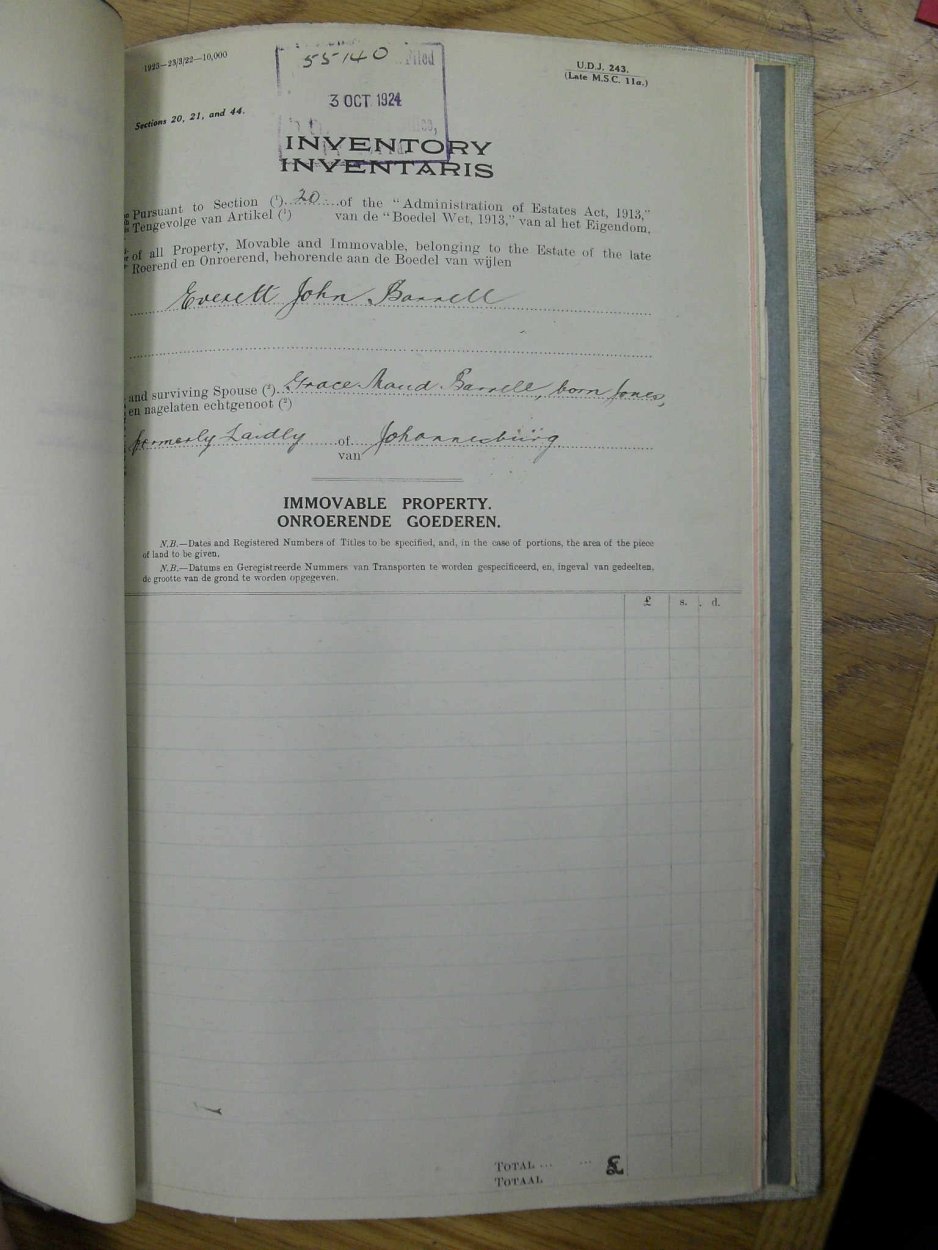 1925—23/3/22—10,000
55140
Filed
3 OCT 1924
U.D.J. 243.
(Late M.S.C. 11a.)
Sections 20, 21, and 44.
INVENTORY
INVENTARIS
Pursuant to Section (¹) 20 of the "Administration of Estates Act, 1913,"
Tengevolge van Artikel (¹) van de "Boedel Wet, 1913," van al het Eigendom,
of all Property, Movable and Immovable, belonging to the Estate of the late
Roerend en Onroerend, behorende aan de Boedel van wijlen
Everett John Barrell
and surviving Spouse (²) Grace Maud Barrell, born Jones,
en nagelaten echtgenoot (²)
formerly Laidly of Johannesbürg
van
IMMOVABLE PROPERTY.
ONROERENDE GOEDEREN.
N.B.—Dates and Registered Numbers of Titles to be specified, and, in the case of portions, the area of the piece
of land to be given.
N.B.—Datums en Geregistreerde Nummers van Transporten te worden gespecificeerd, en, ingeval van gedeelten,
de grootte van de grond te worden opgegeven.
£ s. d.
TOTAL ... ... £
TOTAAL